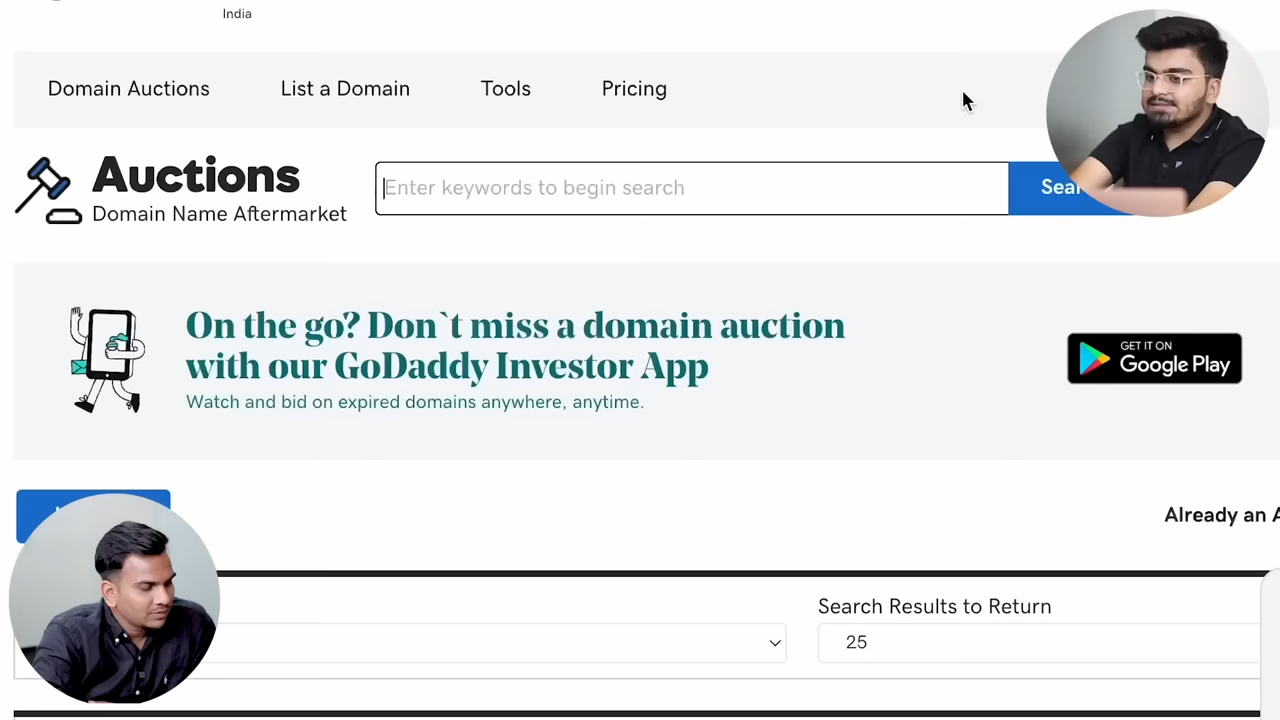 India
Domain Auctions List a Domain Tools Pricing
Auctions
Domain Name Aftermarket
Enter keywords to begin search
On the go? Don`t miss a domain auction
with our GoDaddy Investor App
Watch and bid on expired domains anywhere, anytime.
GET IT ON
Google Play
Already an
Search Results to Return
25